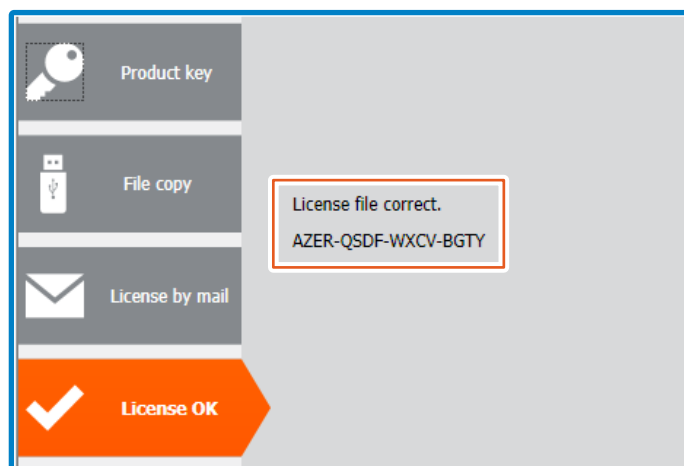 Product key
File copy
License file correct.
AZER-QSDF-WXCV-BGTY
License by mail
License OK